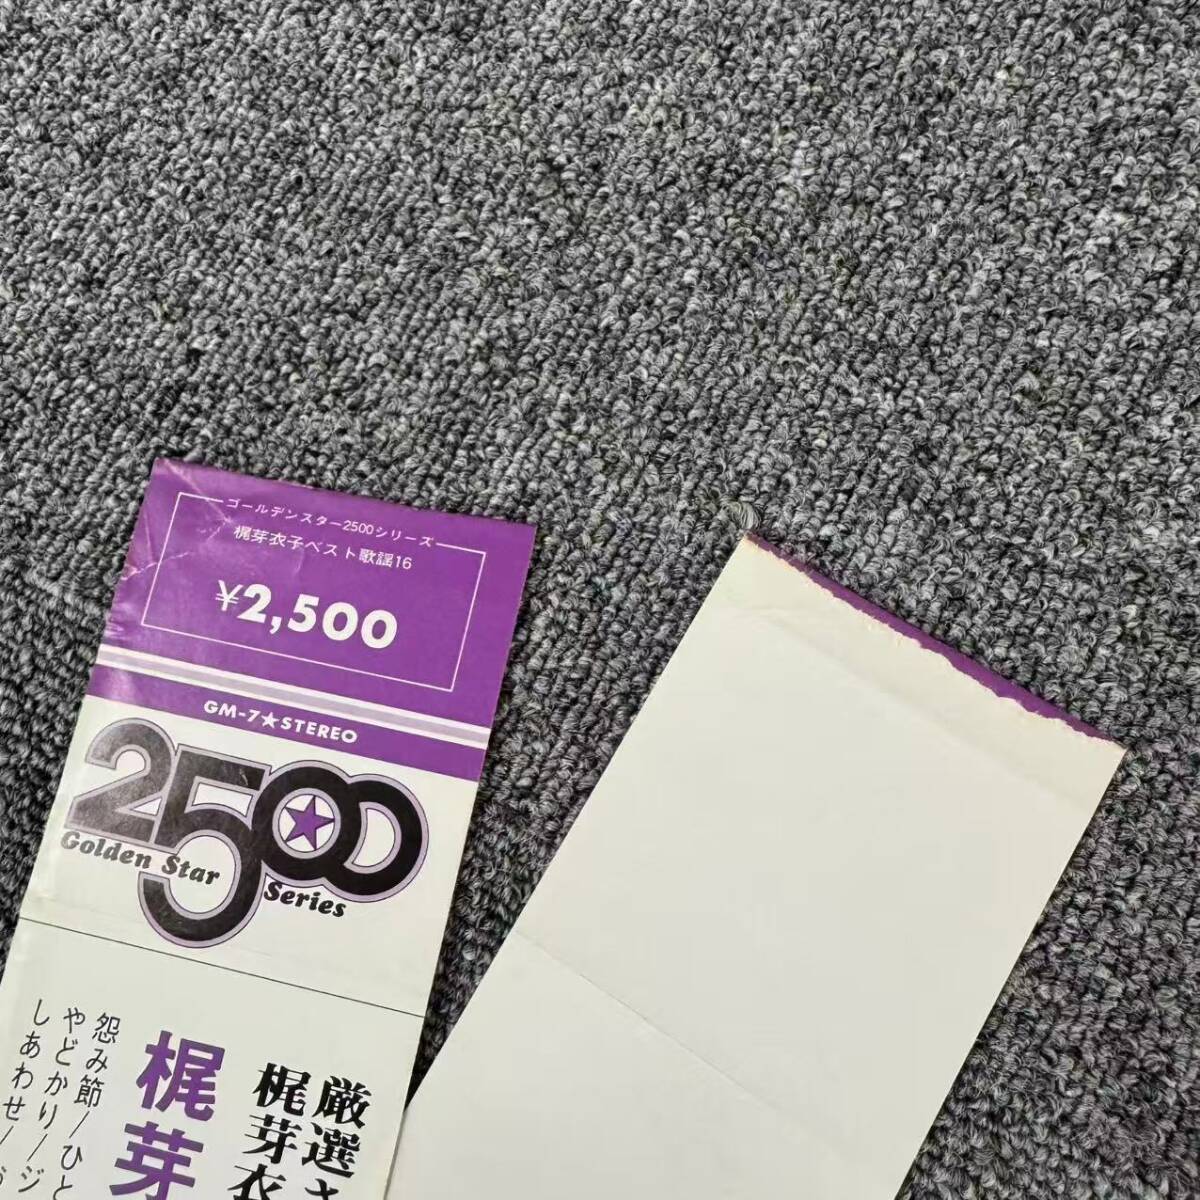 ゴールデンスター2500シリーズ
梶芽衣子ベスト歌謡16
¥2,500
GM-7★STEREO
2500
Golden Star Series
厳選さ
梶芽衣
梶芽
怨み節/ひと
やどかり/ジ
しあわせ/う